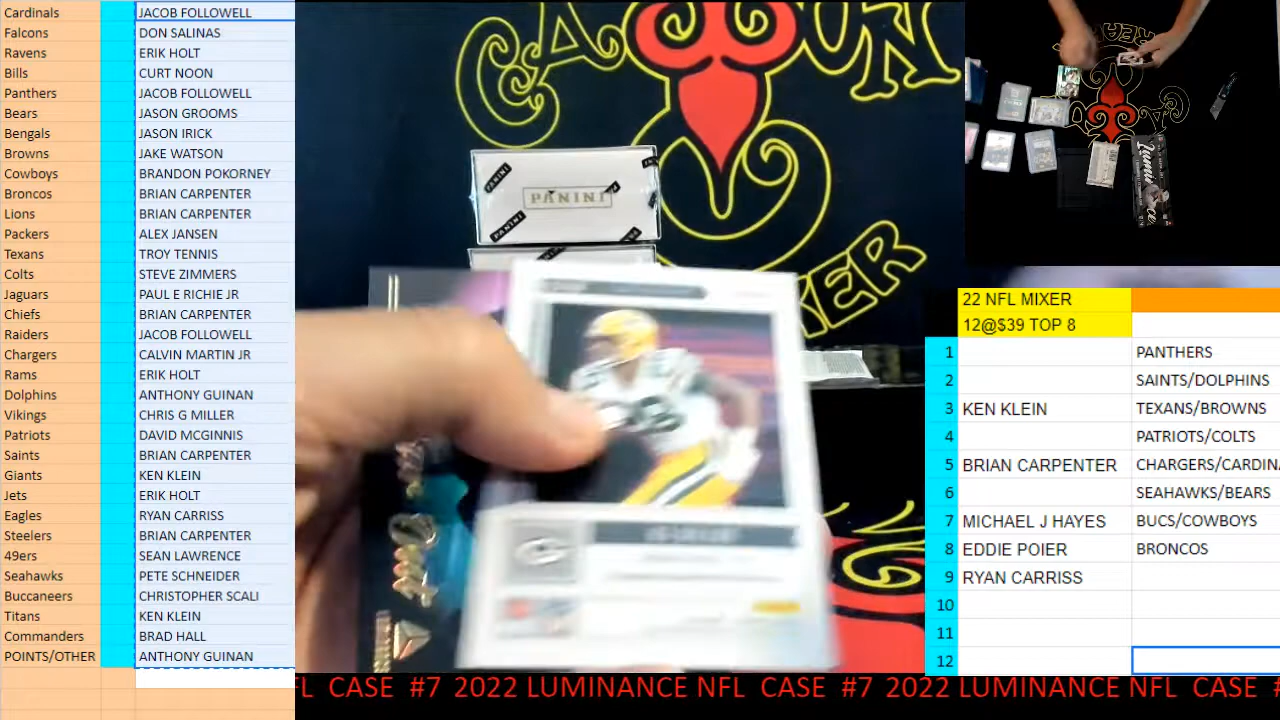 Cardinals JACOB FOLLOWELL
Falcons DON SALINAS
Ravens ERIK HOLT
Bills CURT NOON
Panthers JACOB FOLLOWELL
Bears JASON GROOMS
Bengals JASON IRICK
Browns JAKE WATSON
Cowboys BRANDON POKORNEY
Broncos BRIAN CARPENTER
Lions BRIAN CARPENTER
Packers ALEX JANSEN
Texans TROY TENNIS
Colts STEVE ZIMMERS
Jaguars PAUL E RICHIE JR
Chiefs BRIAN CARPENTER
Raiders JACOB FOLLOWELL
Chargers CALVIN MARTIN JR
Rams ERIK HOLT
Dolphins ANTHONY GUINAN
Vikings CHRIS G MILLER
Patriots DAVID MCGINNIS
Saints BRIAN CARPENTER
Giants KEN KLEIN
Jets ERIK HOLT
Eagles RYAN CARRISS
Steelers BRIAN CARPENTER
49ers SEAN LAWRENCE
Seahawks PETE SCHNEIDER
Buccaneers CHRISTOPHER SCALI
Titans KEN KLEIN
Commanders BRAD HALL
POINTS/OTHER ANTHONY GUINAN
PANINI
PANINI
PANINI
22 NFL MIXER
12@$39 TOP 8
1 PANTHERS
2 SAINTS/DOLPHINS
3 KEN KLEIN TEXANS/BROWNS
4 PATRIOTS/COLTS
5 BRIAN CARPENTER CHARGERS/CARDINA
6 SEAHAWKS/BEARS
7 MICHAEL J HAYES BUCS/COWBOYS
8 EDDIE POIER BRONCOS
9 RYAN CARRISS
10
11
12
FL CASE #7 2022 LUMINANCE NFL CASE #7 2022 LUMINANCE NFL CASE #